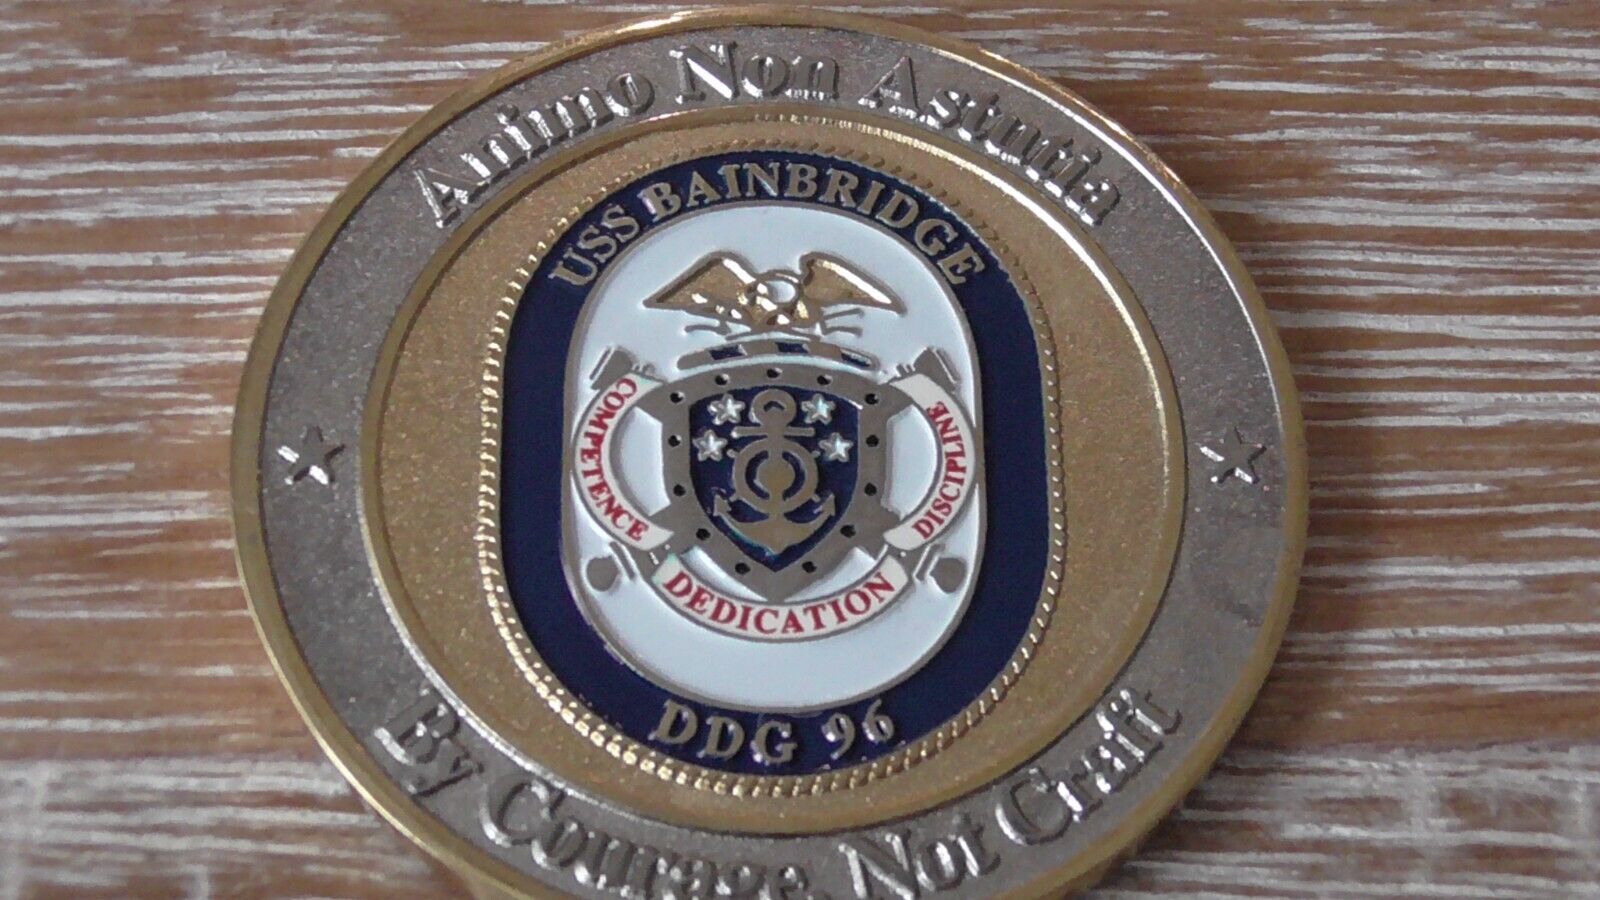 Animo Non Astutia
USS BAINBRIDGE
COMPETENCE
DISCIPLINE
DEDICATION
DDG 96
By Courage, Not Craft